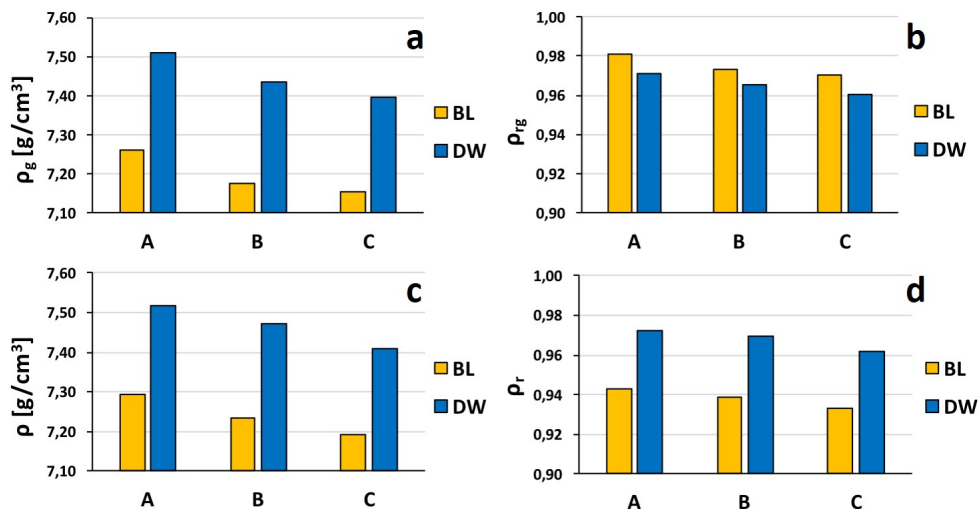 a
7,60
7,50
7,40
7,30
7,20
7,10
ρg [g/cm³]
A B C
BL
DW
b
1,00
0,98
0,96
0,94
0,92
0,90
ρrg
A B C
BL
DW
c
7,60
7,50
7,40
7,30
7,20
7,10
ρ [g/cm³]
A B C
BL
DW
d
1,00
0,98
0,96
0,94
0,92
0,90
ρr
A B C
BL
DW